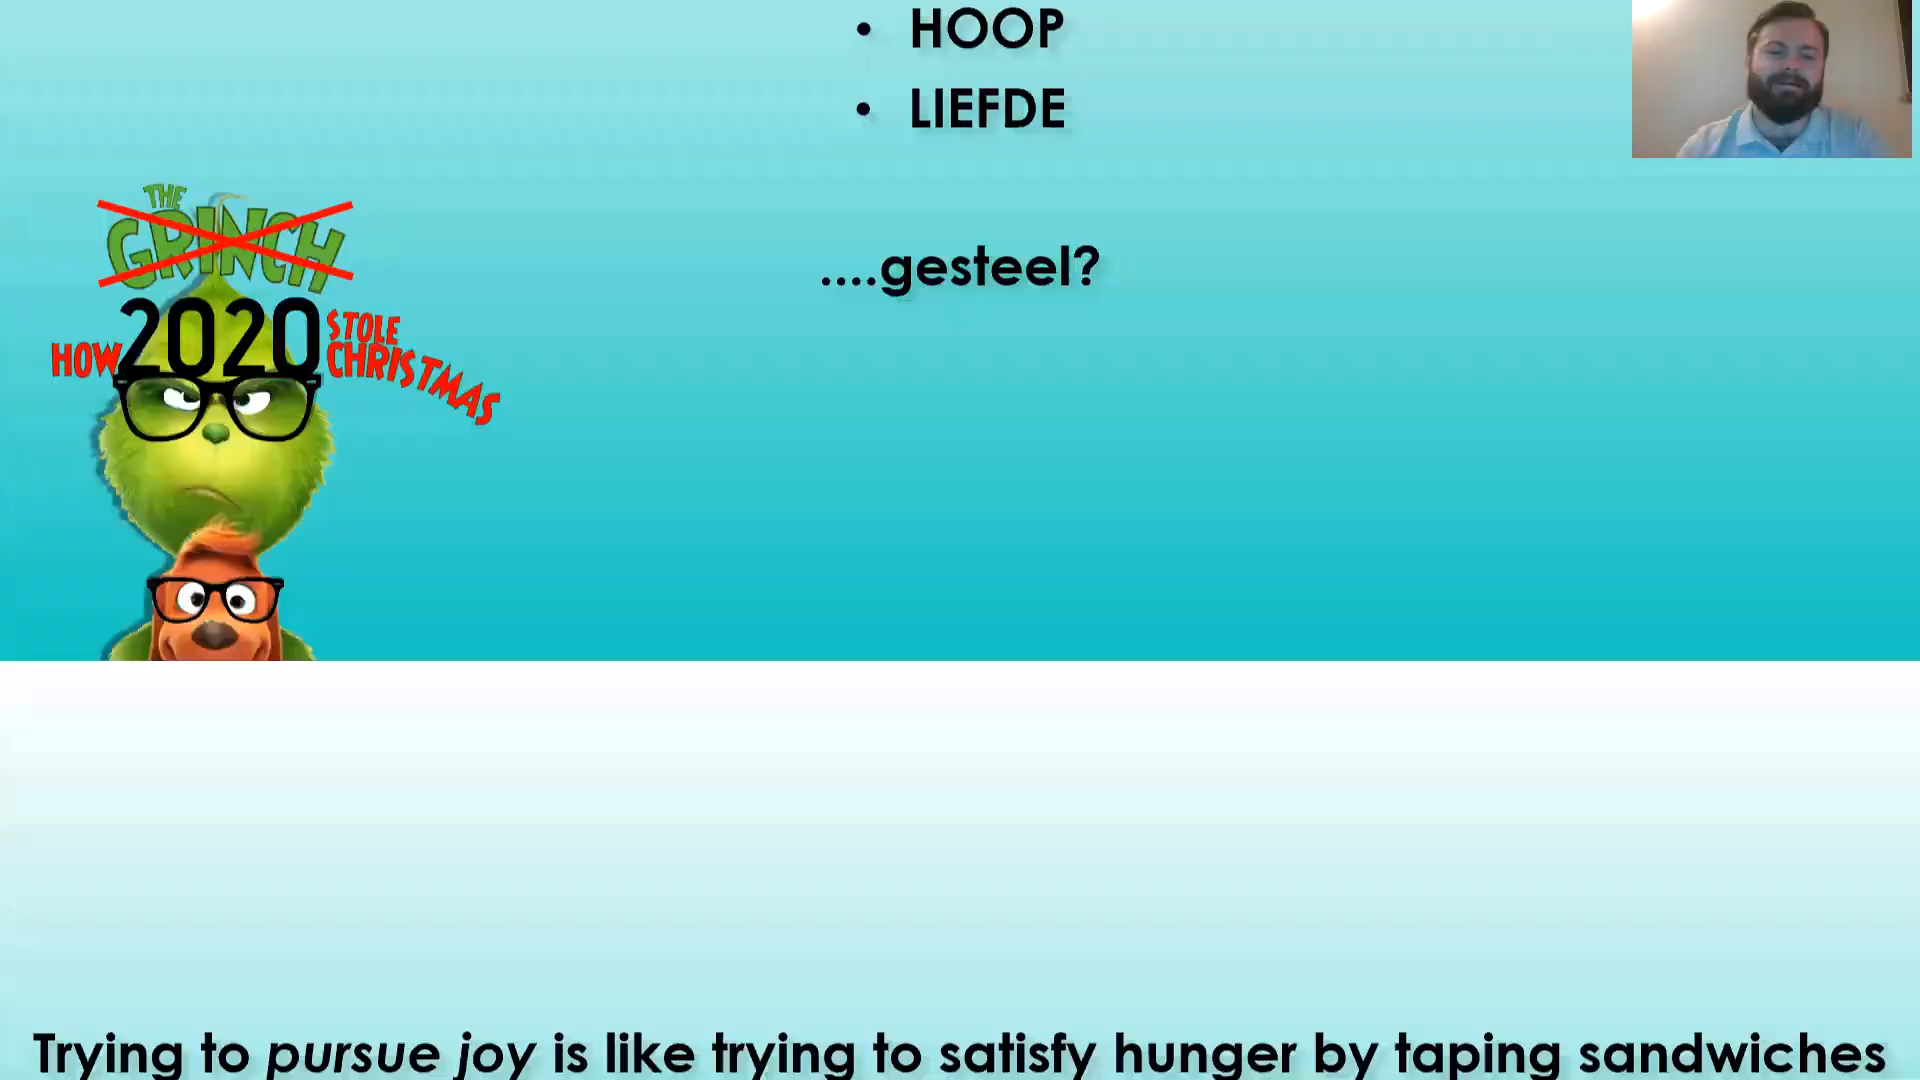 • HOOP
• LIEFDE
THE
GRINCH
....gesteel?
HOW 2020 STOLE
CHRISTMAS
Trying to pursue joy is like trying to satisfy hunger by taping sandwiches